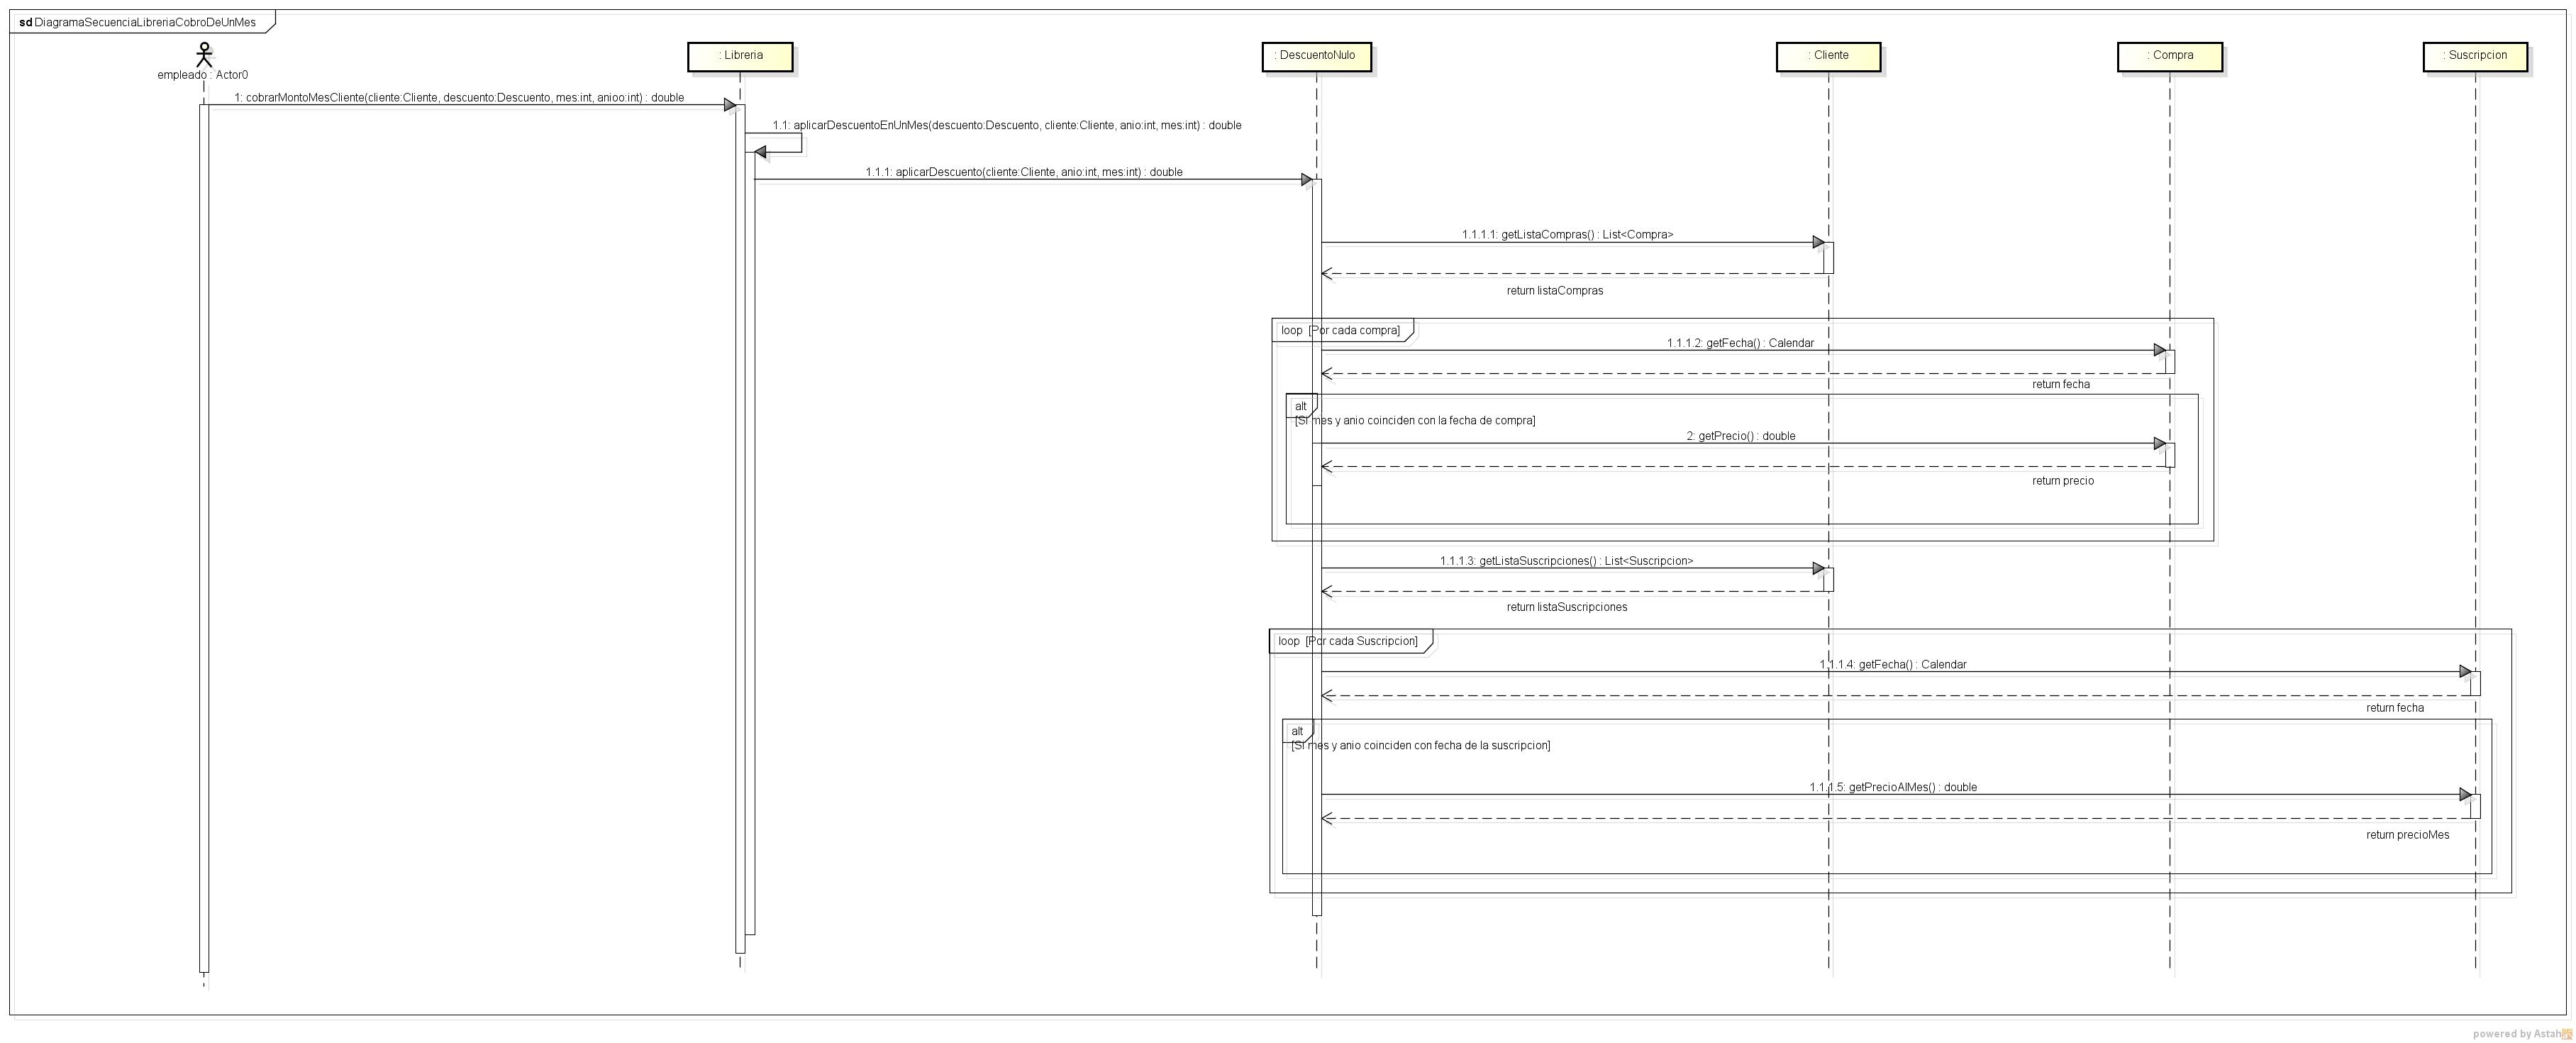 sd DiagramaSecuenciaLibreriaCobroDeUnMes
empleado : Actor0
: Libreria
: DescuentoNulo
: Cliente
: Compra
: Suscripcion
1: cobrarMontoMesCliente(cliente:Cliente, descuento:Descuento, mes:int, anioo:int) : double
1.1: aplicarDescuentoEnUnMes(descuento:Descuento, cliente:Cliente, anio:int, mes:int) : double
1.1.1: aplicarDescuento(cliente:Cliente, anio:int, mes:int) : double
1.1.1.1: getListaCompras() : List<Compra>
return listaCompras
loop [Por cada compra]
1.1.1.2: getFecha() : Calendar
return fecha
alt
[Si mes y anio coinciden con la fecha de compra]
2: getPrecio() : double
return precio
1.1.1.3: getListaSuscripciones() : List<Suscripcion>
return listaSuscripciones
loop [Por cada Suscripcion]
1.1.1.4: getFecha() : Calendar
return fecha
alt
[Si mes y anio coinciden con fecha de la suscripcion]
1.1.1.5: getPrecioAlMes() : double
return precioMes
powered by Astah